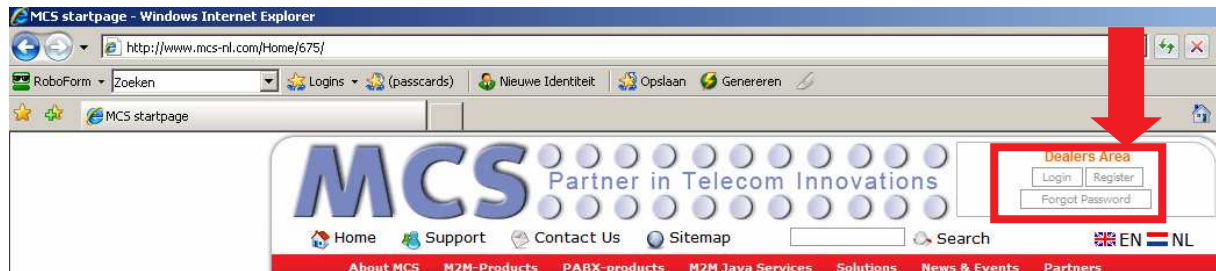 MCS startpage - Windows Internet Explorer
http://www.mcs-nl.com/Home/675/
RoboForm Zoeken Logins (passcards) Nieuwe Identiteit Opslaan Genereren
MCS startpage
MCS Partner in Telecom Innovations
Dealers Area
Login Register
Forgot Password
Home Support Contact Us Sitemap Search EN NL
About MCS M2M-Products PABX-products M2M Java Services Solutions News & Events Partners